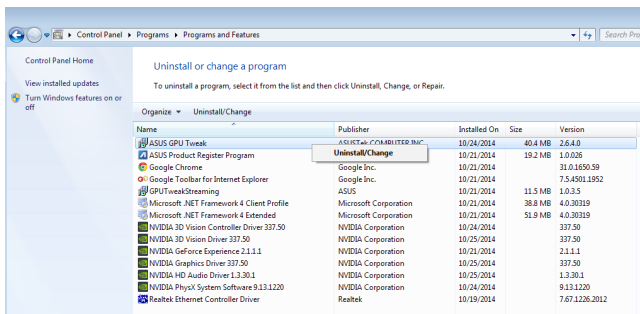 Control Panel ▸ Programs ▸ Programs and Features
Search Pro
Control Panel Home
View installed updates
Turn Windows features on or
off
Uninstall or change a program
To uninstall a program, select it from the list and then click Uninstall, Change, or Repair.
Organize Uninstall/Change
Name Publisher Installed On Size Version
ASUS GPU Tweak ASUSTek COMPUTER INC. 10/24/2014 40.4 MB 2.6.4.0
Uninstall/Change
ASUS Product Register Program 10/21/2014 19.2 MB 1.0.026
Google Chrome Google Inc. 10/21/2014 31.0.1650.59
Google Toolbar for Internet Explorer Google Inc. 10/21/2014 7.5.4501.1952
GPUTweakStreaming ASUS 10/21/2014 11.5 MB 1.0.3.5
Microsoft .NET Framework 4 Client Profile Microsoft Corporation 10/21/2014 38.8 MB 4.0.30319
Microsoft .NET Framework 4 Extended Microsoft Corporation 10/21/2014 51.9 MB 4.0.30319
NVIDIA 3D Vision Controller Driver 337.50 NVIDIA Corporation 10/24/2014 337.50
NVIDIA 3D Vision Driver 337.50 NVIDIA Corporation 10/25/2014 337.50
NVIDIA GeForce Experience 2.1.1.1 NVIDIA Corporation 10/21/2014 2.1.1.1
NVIDIA Graphics Driver 337.50 NVIDIA Corporation 10/25/2014 337.50
NVIDIA HD Audio Driver 1.3.30.1 NVIDIA Corporation 10/25/2014 1.3.30.1
NVIDIA PhysX System Software 9.13.1220 NVIDIA Corporation 10/24/2014 9.13.1220
Realtek Ethernet Controller Driver Realtek 10/19/2014 7.67.1226.2012